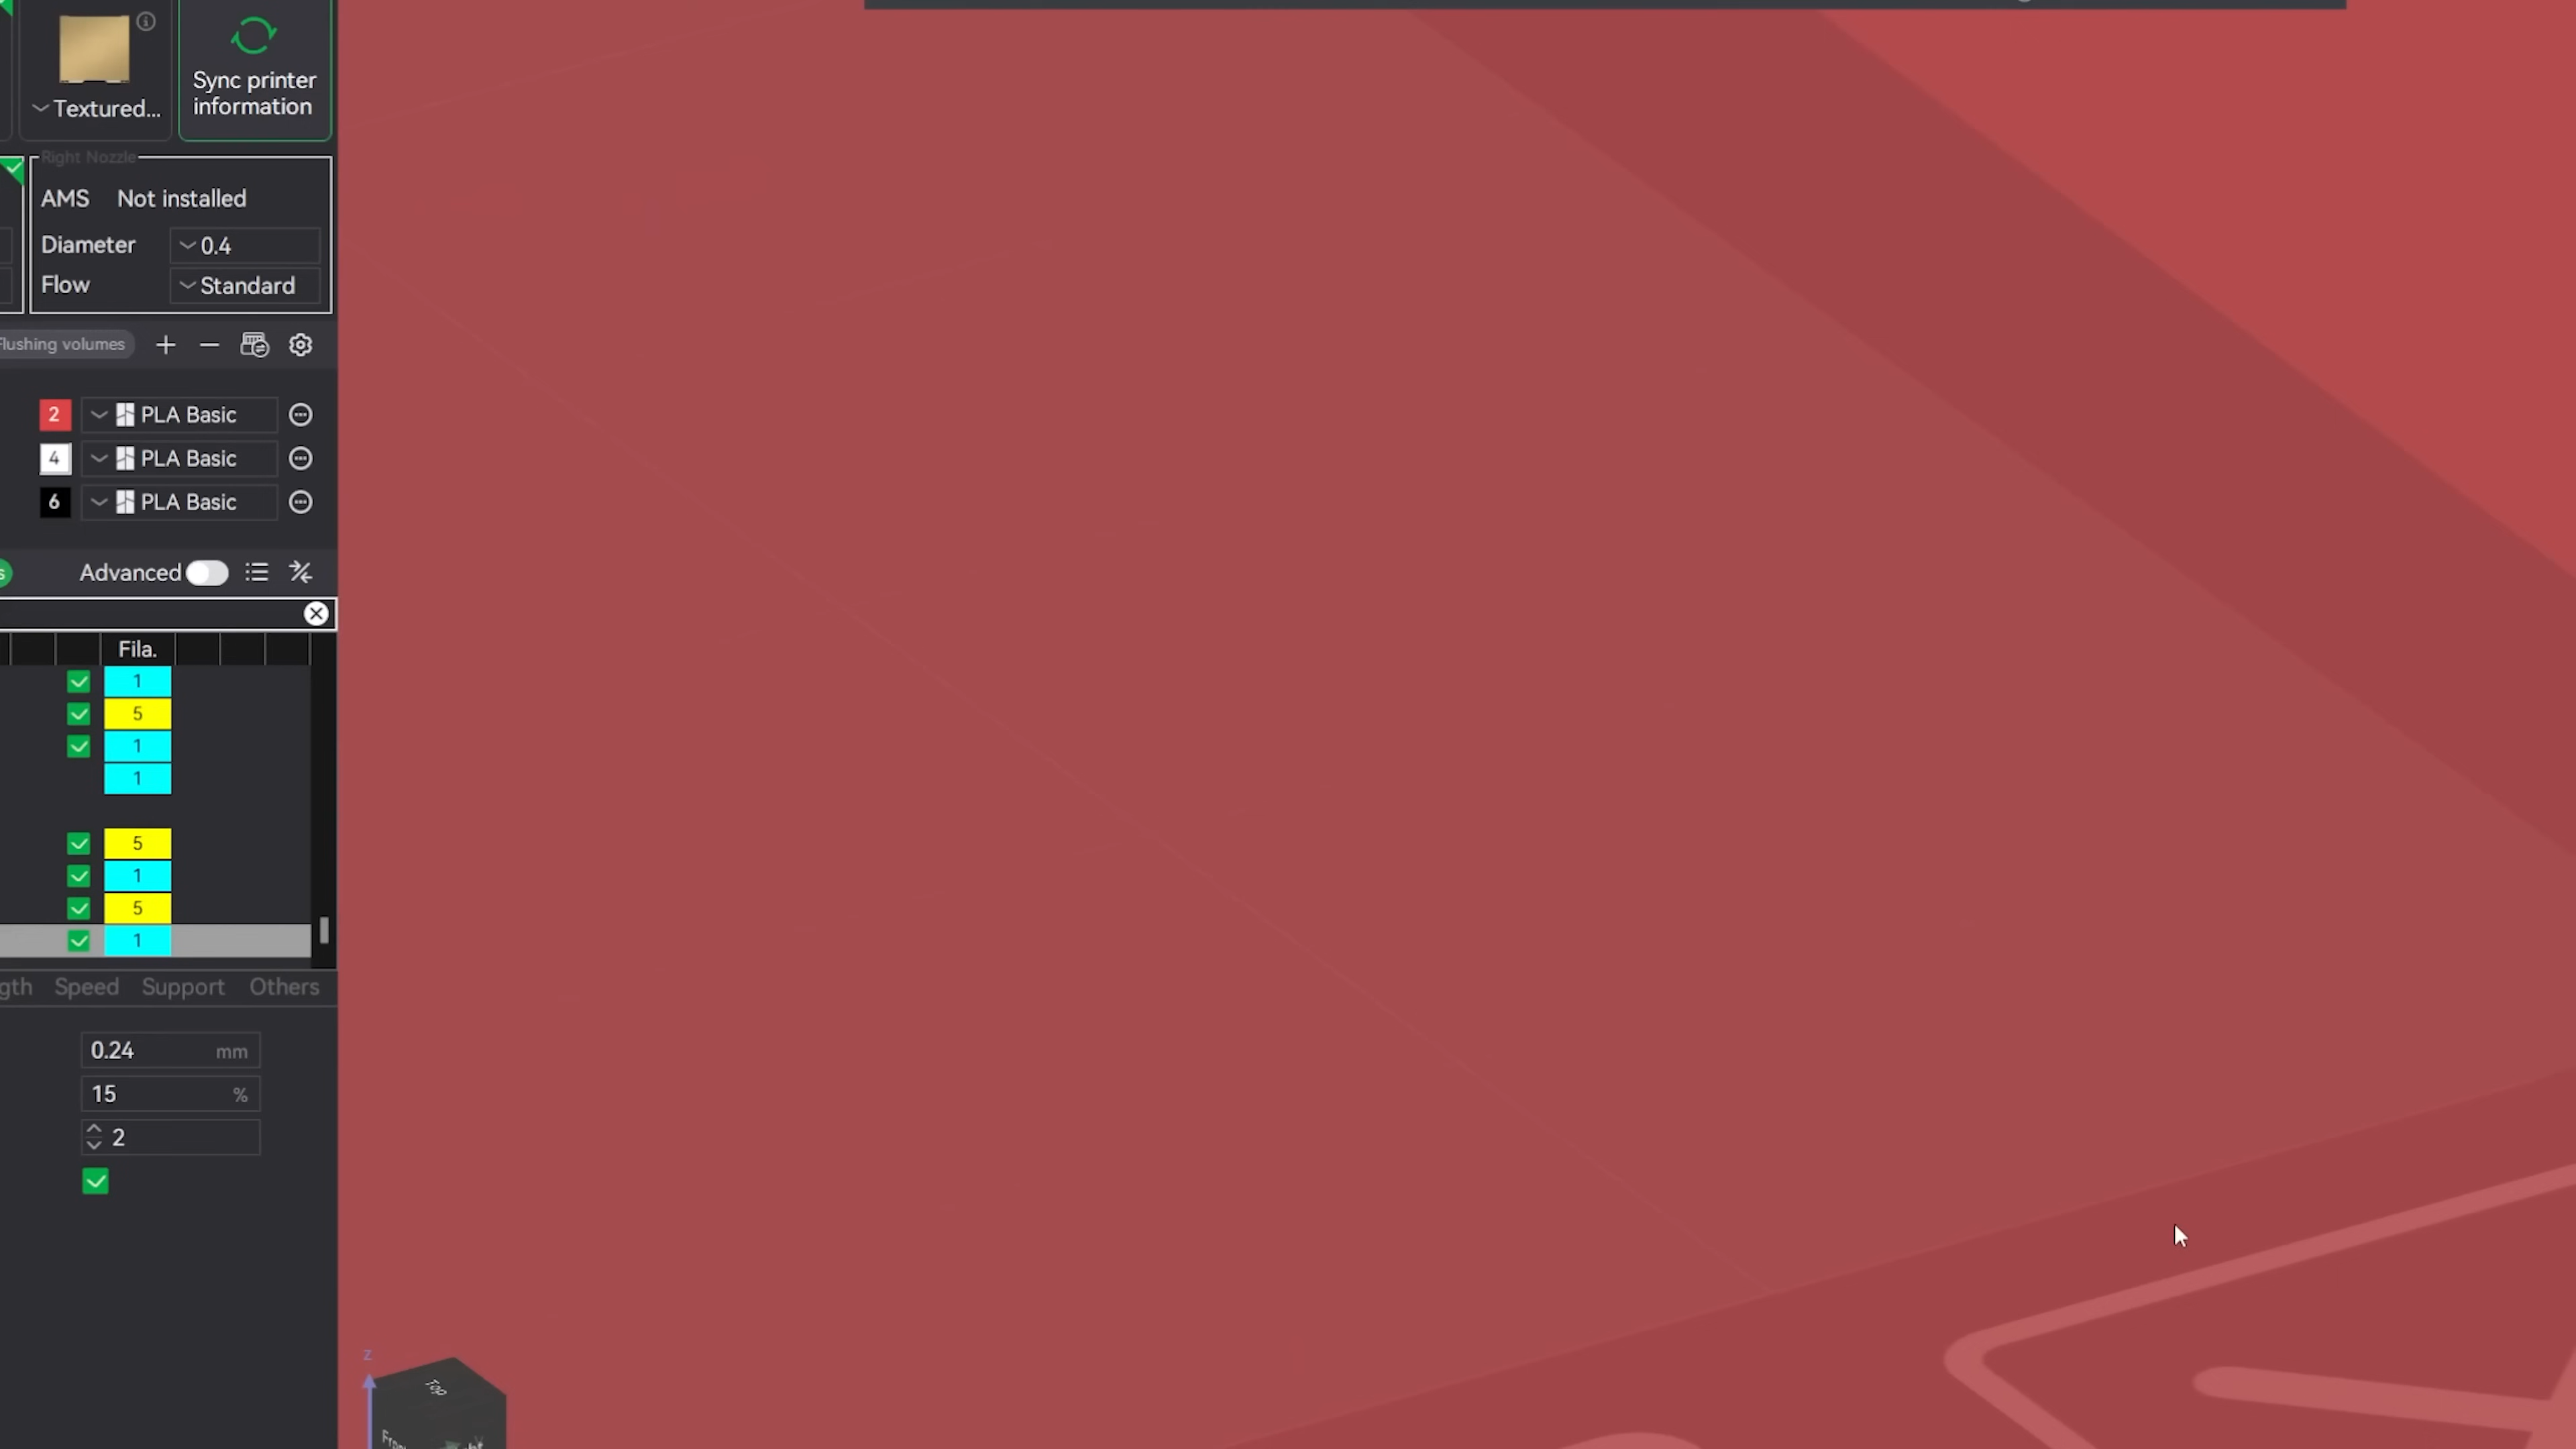 Textured...
Sync printer
information
Right Nozzle
AMS Not installed
Diameter 0.4
Flow Standard
Flushing volumes
2 PLA Basic
4 PLA Basic
6 PLA Basic
s Advanced
Fila.
1
5
1
1
5
1
5
1
gth Speed Support Others
0.24 mm
15 %
2
z
Top